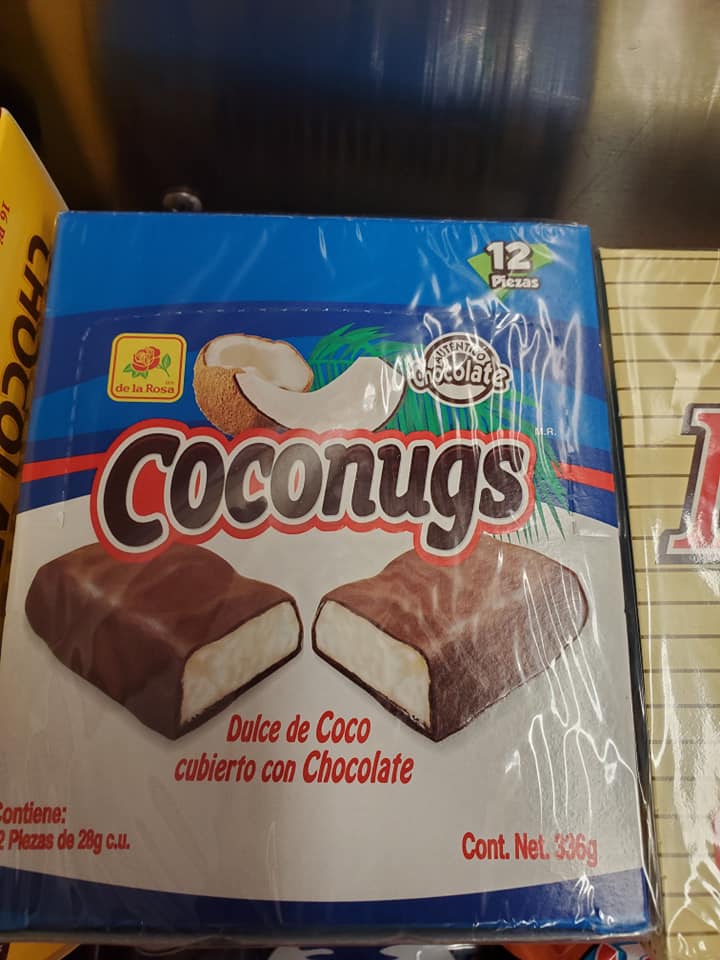 12
Piezas
de la Rosa
AUTÉNTICO
Chocolate
M.R.
Coconugs
Dulce de Coco
cubierto con Chocolate
Contiene:
Piezas de 28g c.u.
Cont. Net. 336g